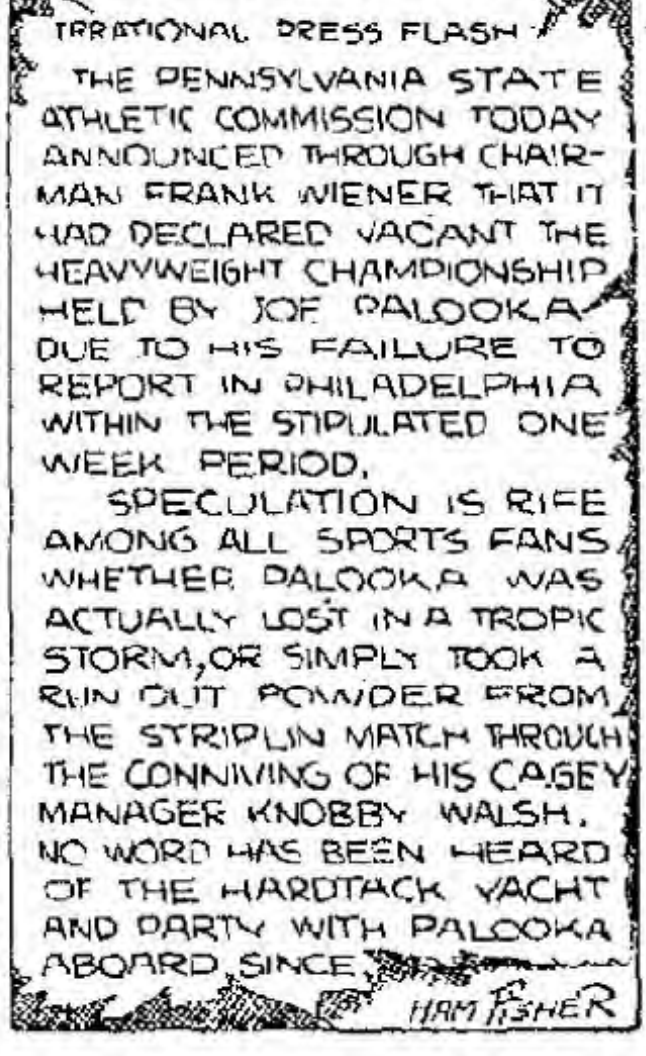 IRRATIONAL PRESS FLASH
THE PENNSYLVANIA STATE
ATHLETIC COMMISSION TODAY
ANNOUNCED THROUGH CHAIR-
MAN FRANK WIENER THAT IT
HAD DECLARED VACANT THE
HEAVYWEIGHT CHAMPIONSHIP
HELD BY JOE PALOOKA
DUE TO HIS FAILURE TO
REPORT IN PHILADELPHIA
WITHIN THE STIPULATED ONE
WEEK PERIOD.
SPECULATION IS RIFE
AMONG ALL SPORTS FANS
WHETHER PALOOKA WAS
ACTUALLY LOST IN A TROPIC
STORM, OR SIMPLY TOOK A
RUN OUT POWDER FROM
THE STRIPLIN MATCH THROUGH
THE CONNIVING OF HIS CAGEY
MANAGER KNOBBY WALSH.
NO WORD HAS BEEN HEARD
OF THE HARDTACK YACHT
AND PARTY WITH PALOOKA
ABOARD, SINCE,
HAM FISHER